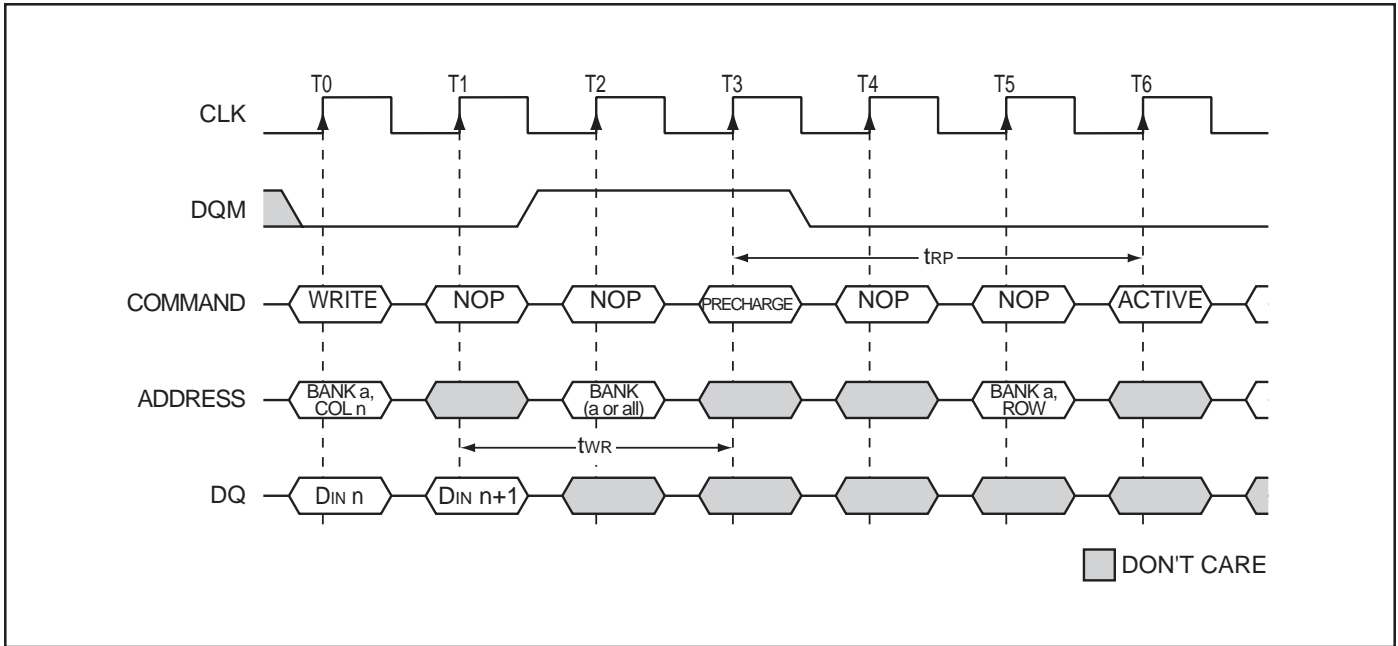 T0 T1 T2 T3 T4 T5 T6
CLK
DQM
tRP
COMMAND WRITE NOP NOP PRECHARGE NOP NOP ACTIVE
ADDRESS BANK a, COL n BANK (a or all) BANK a, ROW
tWR
DQ DIN n DIN n+1
DON'T CARE